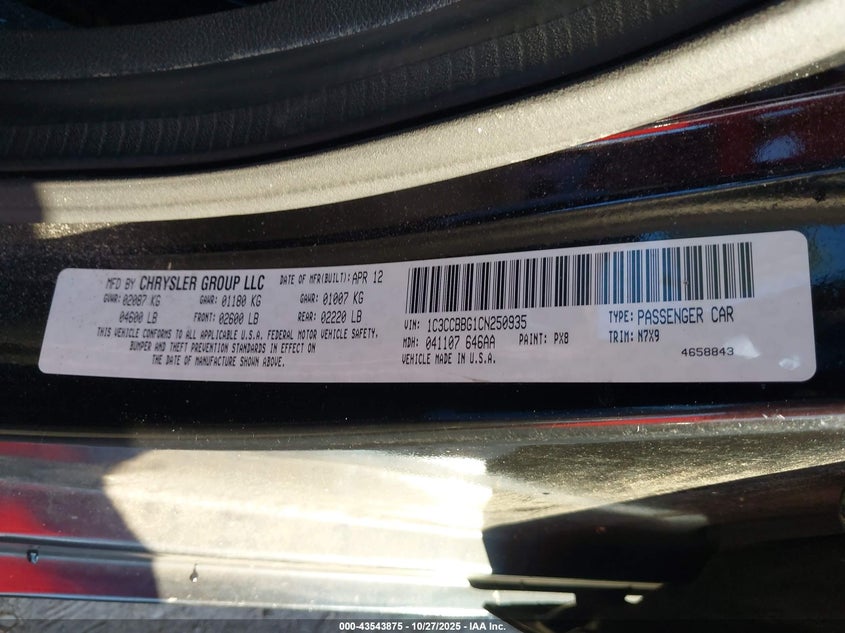 MFD BY CHRYSLER GROUP LLC DATE OF MFR(BUILT): APR 12
GVWR: 02087 KG GAWR: 01180 KG GAWR: 01007 KG
04600 LB FRONT: 02600 LB REAR: 02220 LB
THIS VEHICLE CONFORMS TO ALL APPLICABLE U.S.A. FEDERAL MOTOR VEHICLE SAFETY,
BUMPER AND THEFT PREVENTION STANDARDS IN EFFECT ON
THE DATE OF MANUFACTURE SHOWN ABOVE.
VIN: 1C3CCBBG1CN250935 TYPE: PASSENGER CAR
MDH: 041107 646AA PAINT: PX8 TRIM: N7X9
VEHICLE MADE IN U.S.A. 4658843
000-43543875 - 10/27/2025 - IAA Inc.